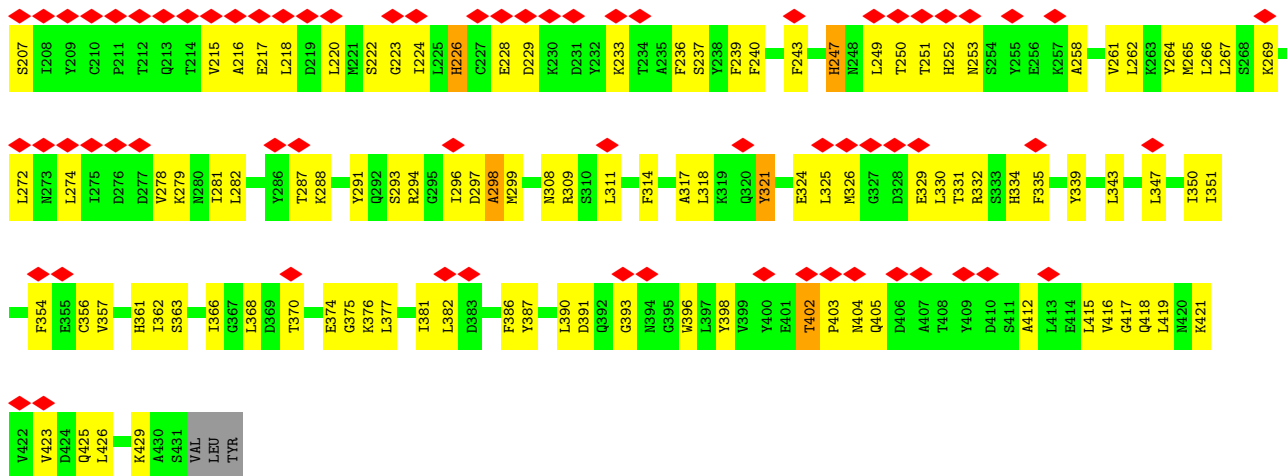 S207 I208 Y209 C210 P211 T212 Q213 T214 V215 A216 E217 L218 D219 L220 M221 S222 G223 I224 L225 H226 C227 E228 D229 K230 D231 Y232 K233 T234 A235 F236 S237 Y238 F239 F240 F243 H247 N248 L249 T250 T251 H252 N253 S254 Y255 E256 K257 A258 V261 L262 K263 Y264 M265 L266 L267 S268 K269
L272 N273 L274 I275 D276 D277 V278 K279 N280 I281 L282 Y286 T287 K288 Y291 Q292 S293 R294 G295 I296 D297 A298 M299 N308 R309 S310 L311 F314 A317 L318 K319 Q320 Y321 E324 L325 M326 G327 D328 E329 L330 T331 R332 S333 H334 F335 Y339 L343 L347 I350 I351
F354 E355 C356 V357 H361 I362 S363 I366 G367 L368 D369 T370 E374 G375 K376 L377 I381 L382 D383 F386 Y387 L390 D391 Q392 G393 N394 G395 W396 L397 Y398 V399 Y400 E401 T402 P403 N404 Q405 D406 A407 T408 Y409 D410 S411 A412 L413 E414 L415 V416 G417 Q418 L419 N420 K421
V422 V423 D424 Q425 L426 K429 A430 S431 VAL LEU TYR